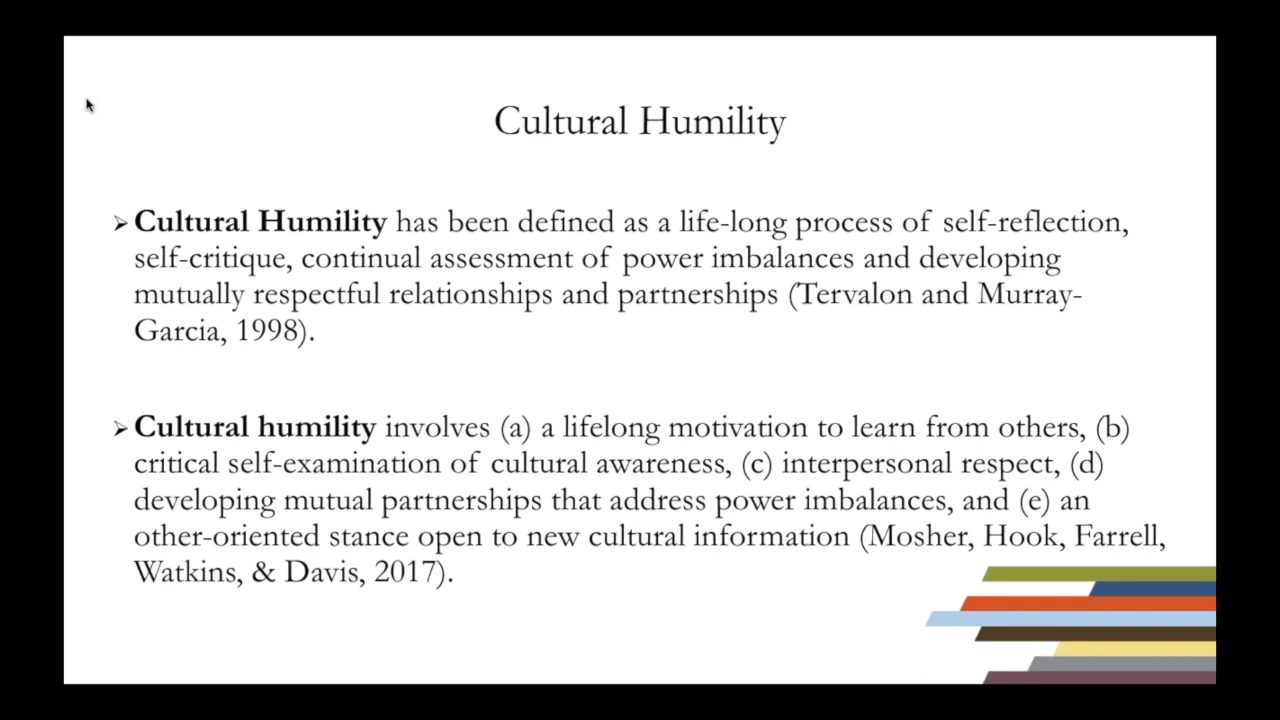 Cultural Humility
➢Cultural Humility has been defined as a life-long process of self-reflection,
self-critique, continual assessment of power imbalances and developing
mutually respectful relationships and partnerships (Tervalon and Murray-
Garcia, 1998).
➢Cultural humility involves (a) a lifelong motivation to learn from others, (b)
critical self-examination of cultural awareness, (c) interpersonal respect, (d)
developing mutual partnerships that address power imbalances, and (e) an
other-oriented stance open to new cultural information (Mosher, Hook, Farrell,
Watkins, & Davis, 2017).